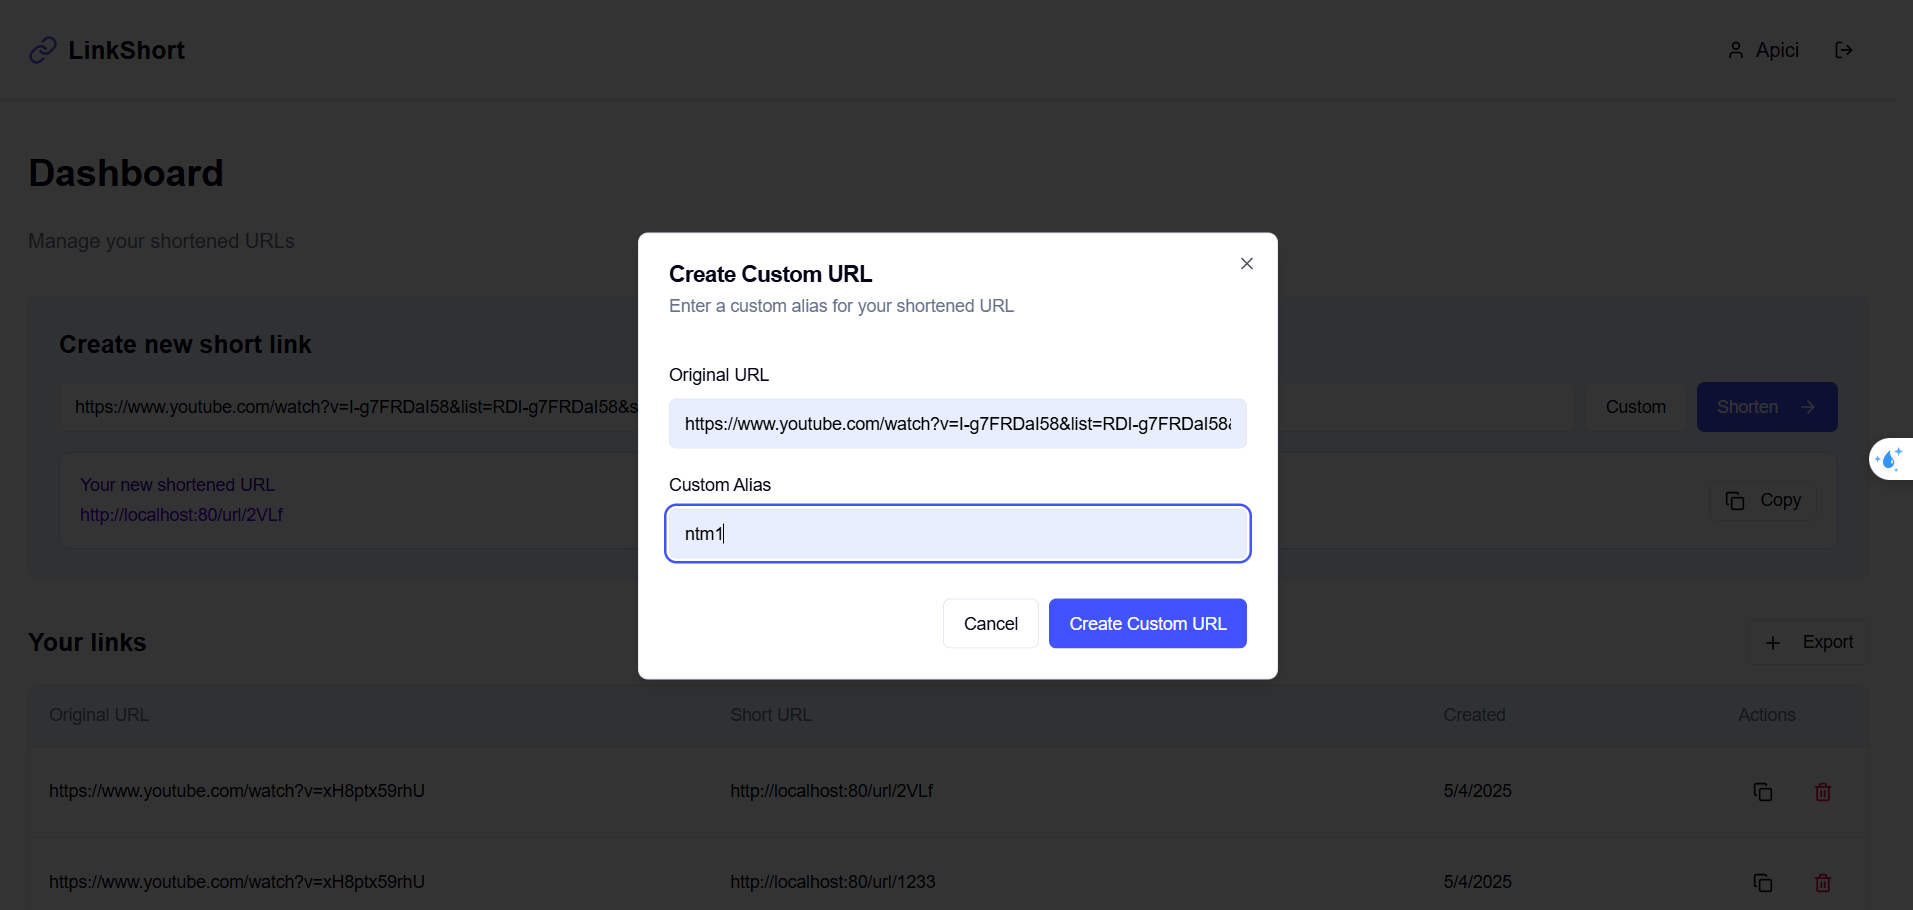 LinkShort
Apici
Dashboard
Manage your shortened URLs
Create new short link
https://www.youtube.com/watch?v=I-g7FRDaI58&list=RDI-g7FRDaI58&s
Custom
Shorten
Your new shortened URL
http://localhost:80/url/2VLf
Copy
Create Custom URL
Enter a custom alias for your shortened URL
Original URL
https://www.youtube.com/watch?v=I-g7FRDaI58&list=RDI-g7FRDaI58&
Custom Alias
ntm1
Cancel
Create Custom URL
Your links
Export
Original URL Short URL Created Actions
https://www.youtube.com/watch?v=xH8ptx59rhU http://localhost:80/url/2VLf 5/4/2025
https://www.youtube.com/watch?v=xH8ptx59rhU http://localhost:80/url/1233 5/4/2025